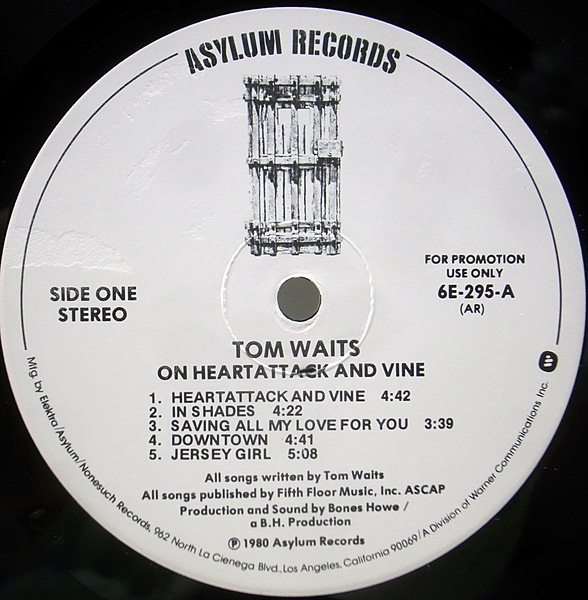 ASYLUM RECORDS
FOR PROMOTION
USE ONLY
6E-295-A
(AR)
SIDE ONE
STEREO
TOM WAITS
ON HEARTATTACK AND VINE
1. HEARTATTACK AND VINE 4:42
2. IN SHADES 4:22
3. SAVING ALL MY LOVE FOR YOU 3:39
4. DOWNTOWN 4:41
5. JERSEY GIRL 5:08
All songs written by Tom Waits
All songs published by Fifth Floor Music, Inc. ASCAP
Production and Sound by Bones Howe /
a B.H. Production
℗ 1980 Asylum Records
Mfg. by Elektra/Asylum/Nonesuch Records, 962 North La Cienega Blvd., Los Angeles, California 90069/A Division of Warner Communications Inc.